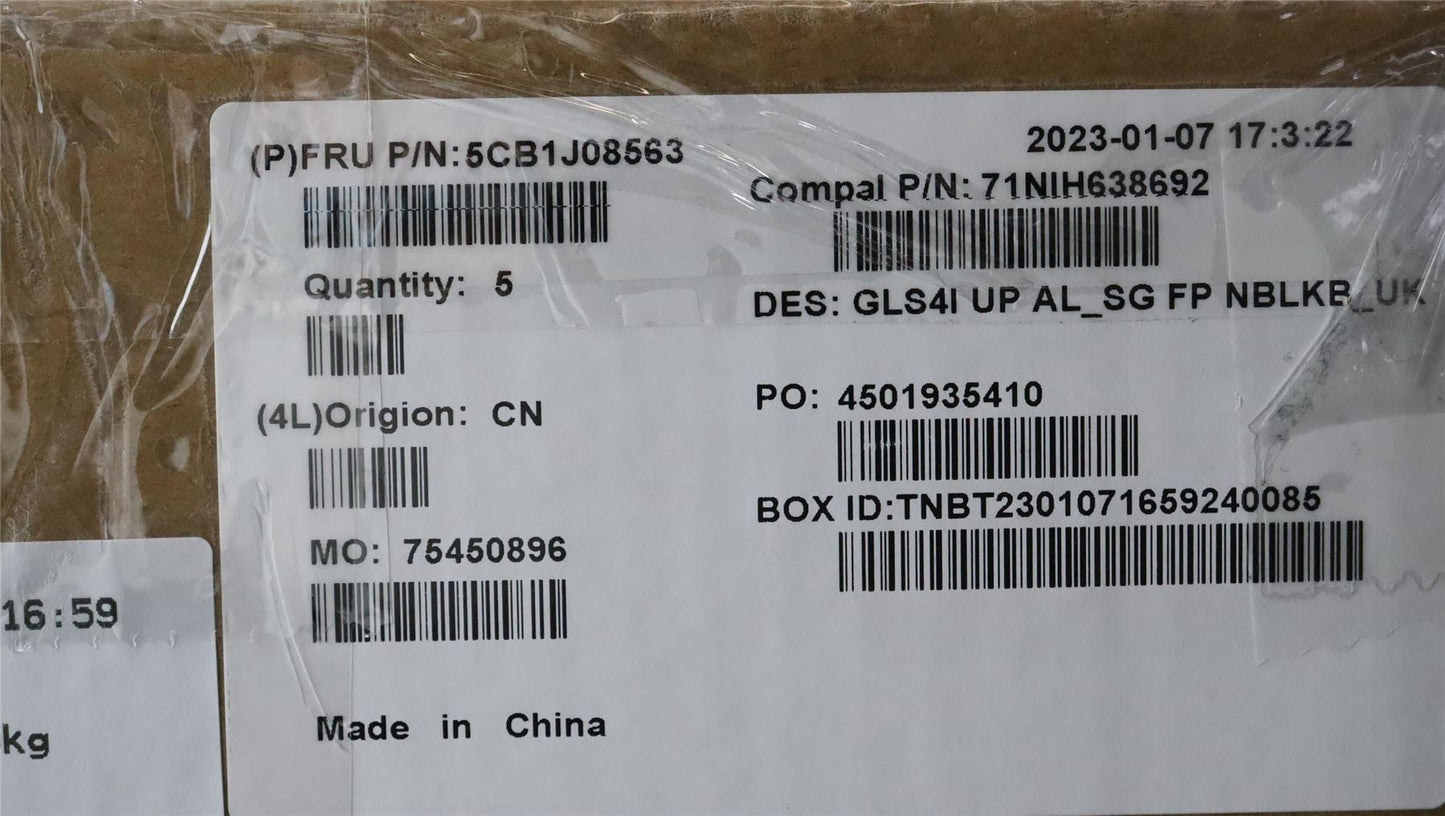 2023-01-07 17:3:22
(P)FRU P/N:5CB1J08563
Compal P/N: 71NIH638692
Quantity: 5
DES: GLS4I UP AL_SG FP NBLKB_UK
(4L)Origion: CN
PO: 4501935410
BOX ID:TNBT2301071659240085
MO: 75450896
16:59
Made in China
kg